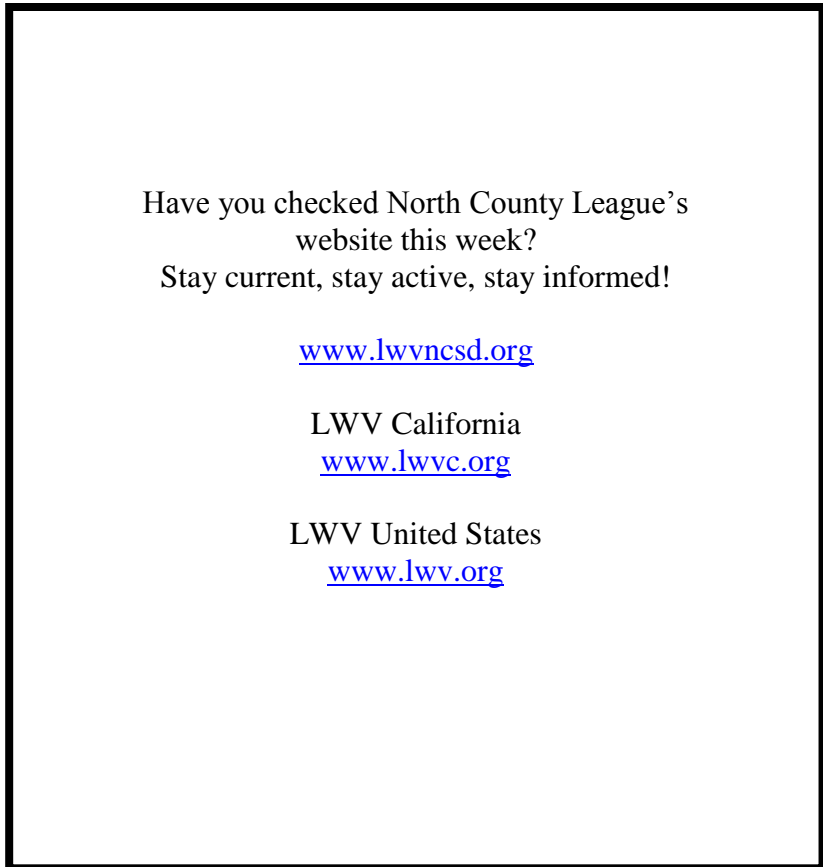 Have you checked North County League’s
website this week?
Stay current, stay active, stay informed!
www.lwvncsd.org
LWV California
www.lwvc.org
LWV United States
www.lwv.org